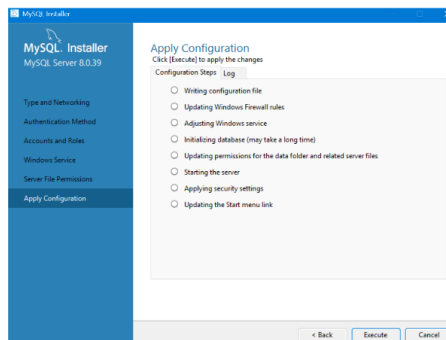 MySQL Installer
MySQL. Installer
MySQL Server 8.0.39
Type and Networking
Authentication Method
Accounts and Roles
Windows Service
Server File Permissions
Apply Configuration
Apply Configuration
Click [Execute] to apply the changes
Configuration Steps Log
Writing configuration file
Updating Windows Firewall rules
Adjusting Windows service
Initializing database (may take a long time)
Updating permissions for the data folder and related server files
Starting the server
Applying security settings
Updating the Start menu link
< Back Execute Cancel